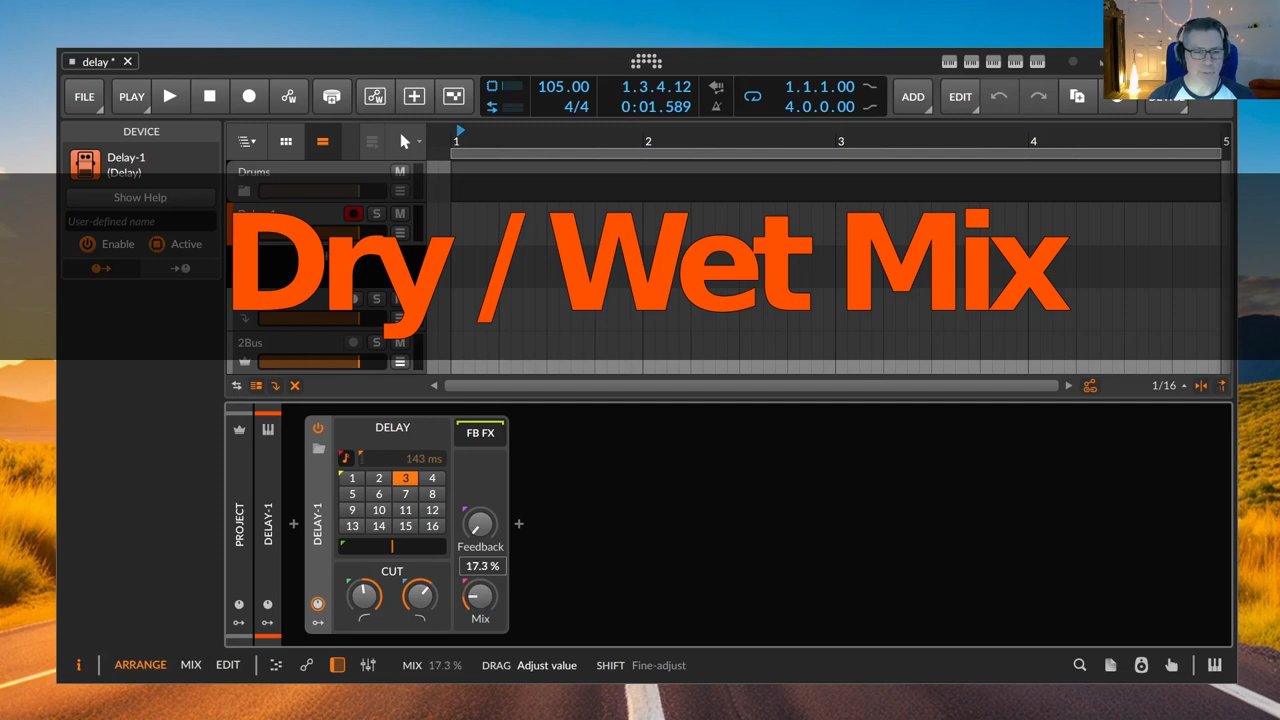 delay*
FILE
PLAY
105.00
4/4
1.3.4.12
0:01.589
1.1.1.00
4.0.0.00
ADD
EDIT
DEVICE
Delay-1
(Delay)
Show Help
User-defined name
Enable
Active
1 2 3 4 5
Drums
M
S M
S
2Bus
S M
Dry / Wet Mix
1/16
PROJECT
DELAY-1
DELAY-1
DELAY
143 ms
1 2 3 4
5 6 7 8
9 10 11 12
13 14 15 16
CUT
FB FX
Feedback
17.3 %
Mix
i
ARRANGE
MIX
EDIT
MIX 17.3 %
DRAG Adjust value
SHIFT Fine-adjust